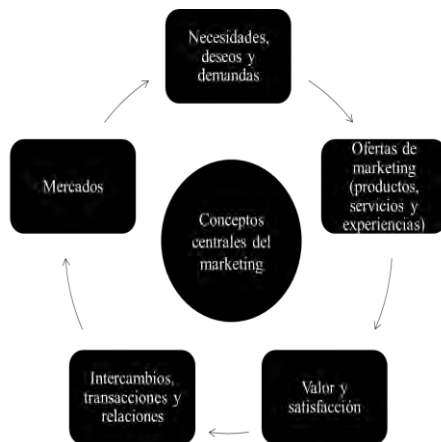 Necesidades,
deseos y
demandas
Ofertas de
marketing
(productos,
servicios y
experiencias)
Valor y
satisfacción
Intercambios,
transacciones y
relaciones
Mercados
Conceptos
centrales del
marketing